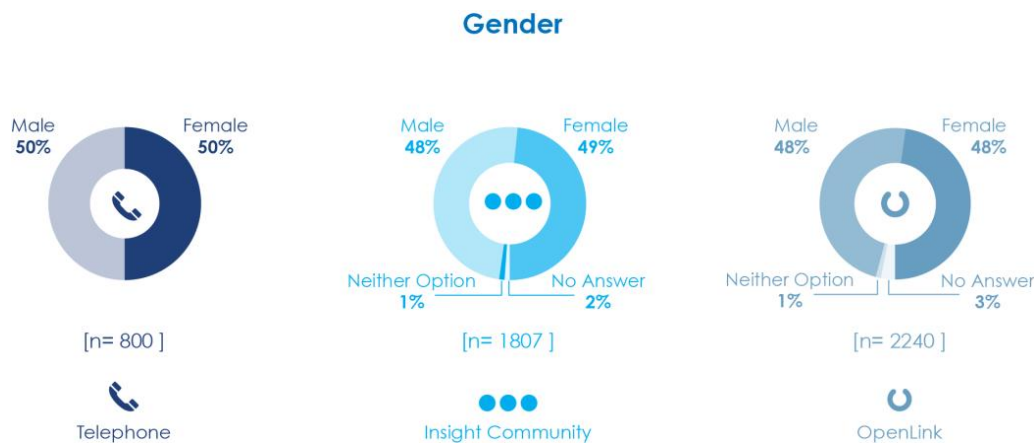 Gender
Male
50%
Female
50%
[n= 800 ]
Telephone
Male
48%
Female
49%
Neither Option
1%
No Answer
2%
[n= 1807 ]
Insight Community
Male
48%
Female
48%
Neither Option
1%
No Answer
3%
[n= 2240 ]
OpenLink